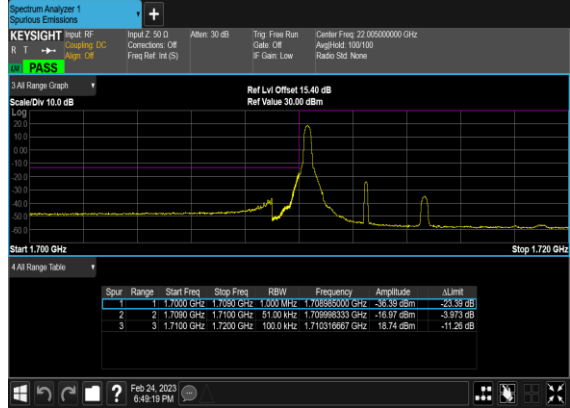 Spectrum Analyzer 1
Spurious Emissions
KEYSIGHT Input: RF Input Z: 50 Ω Atten: 30 dB Trig: Free Run Center Freq: 22.005000000 GHz
R T Coupling: DC Corrections: Off Gate: Off Avg|Hold: 100/100
Align: Off Freq Ref: Int (S) IF Gain: Low Radio Std: None
PASS
3 All Range Graph
Ref Lvl Offset 15.40 dB
Scale/Div 10.0 dB Ref Value 30.00 dBm
Log
20.0
10.0
0.00
-10.0
-20.0
-30.0
-40.0
-50.0
-60.0
Start 1.700 GHz Stop 1.720 GHz
4 All Range Table
Spur Range Start Freq Stop Freq RBW Frequency Amplitude ΔLimit
1 1 1.7000 GHz 1.7090 GHz 1.000 MHz 1.708985000 GHz -36.39 dBm -23.39 dB
2 2 1.7090 GHz 1.7100 GHz 51.00 kHz 1.709998333 GHz -16.97 dBm -3.973 dB
3 3 1.7100 GHz 1.7200 GHz 100.0 kHz 1.710316667 GHz 18.74 dBm -11.26 dB
? Feb 24, 2023
6:49:19 PM